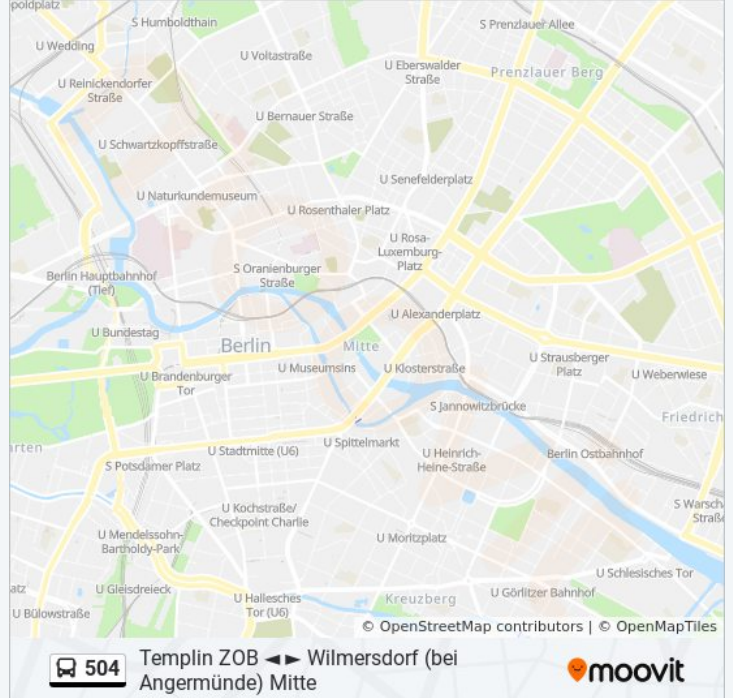 poldplatz
S Humboldthain
S Prenzlauer Allee
U Wedding
U Voltastraße
U Eberswalder
Straße
Prenzlauer Berg
U Reinickendorfer
Straße
U Bernauer Straße
U Schwartzkopffstraße
U Senefelderplatz
U Naturkundemuseum
U Rosenthaler Platz
U Rosa-
Luxemburg-
Platz
S Oranienburger
Straße
Berlin Hauptbahnhof
(Tief)
U Alexanderplatz
U Bundestag
Berlin
Mitte
U Strausberger
Platz
U Museumsins
U Klosterstraße
U Weberwiese
U Brandenburger
Tor
S Jannowitzbrücke
Friedrich
rten
U Stadtmitte (U6)
U Spittelmarkt
U Heinrich-
Heine-Straße
Berlin Ostbahnhof
S Potsdamer Platz
S Warsch
Straße
U Kochstraße/
Checkpoint Charlie
U Mendelssohn-
Bartholdy-Park
U Moritzplatz
U Schlesisches Tor
atz
U Gleisdreieck
U Hallesches
Tor (U6)
Kreuzberg
U Görlitzer Bahnhof
U Bülowstraße
© OpenStreetMap contributors | © OpenMapTiles
504
Templin ZOB ◄► Wilmersdorf (bei
Angermünde) Mitte
moovit